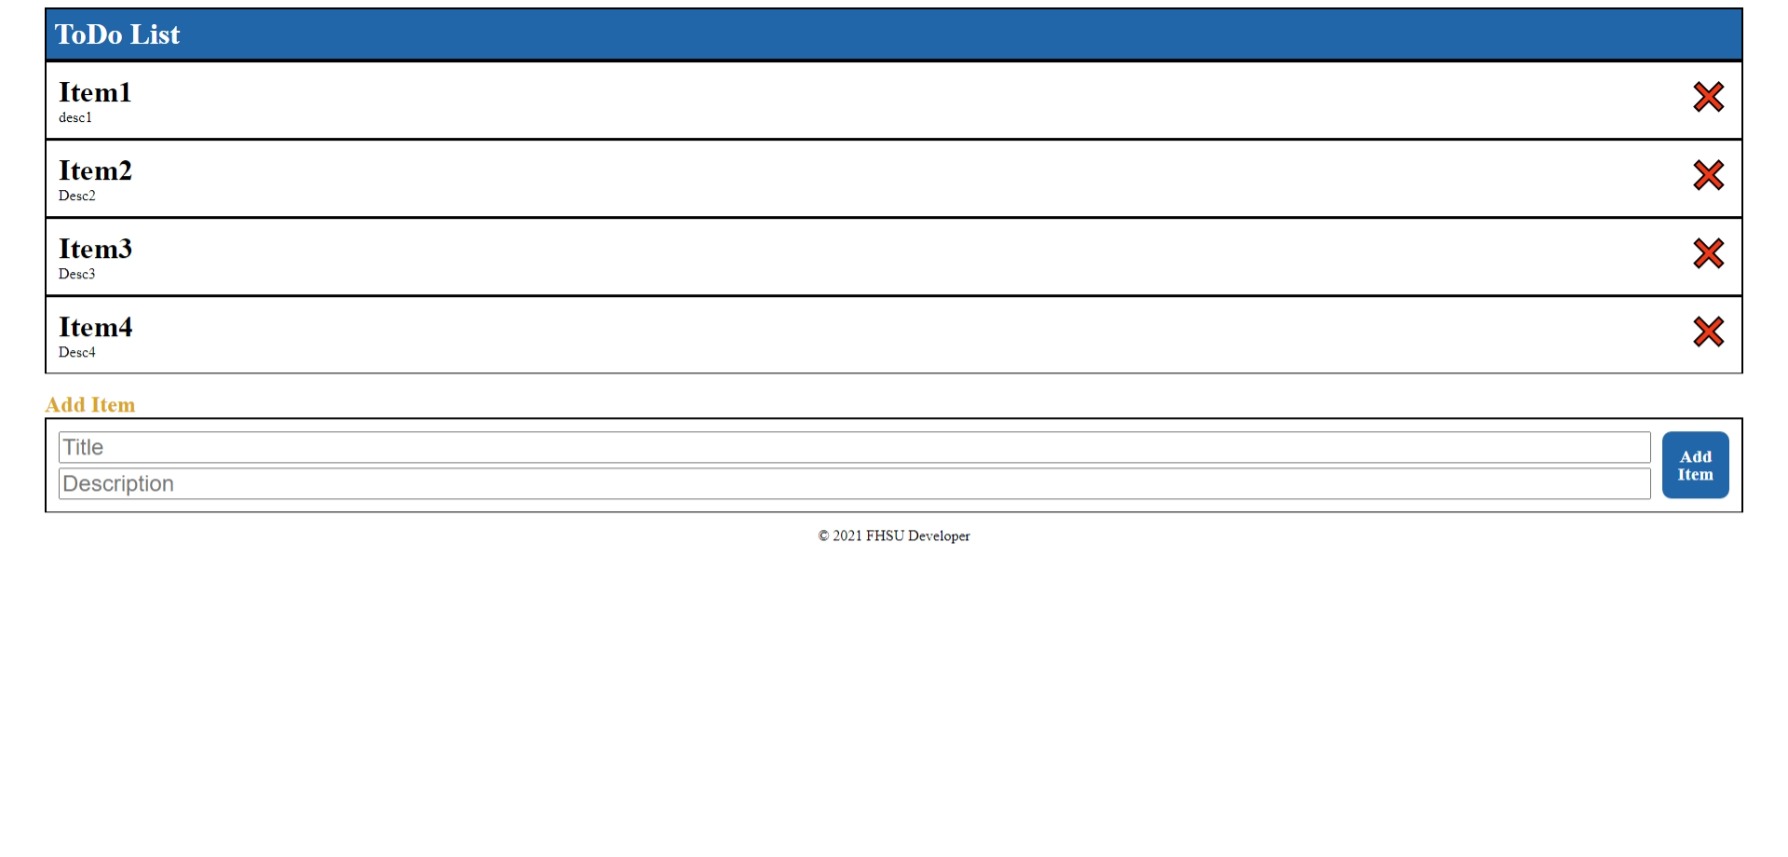 ToDo List
Item1
desc1
Item2
Desc2
Item3
Desc3
Item4
Desc4
Add Item
Title
Description
Add
Item
© 2021 FHSU Developer